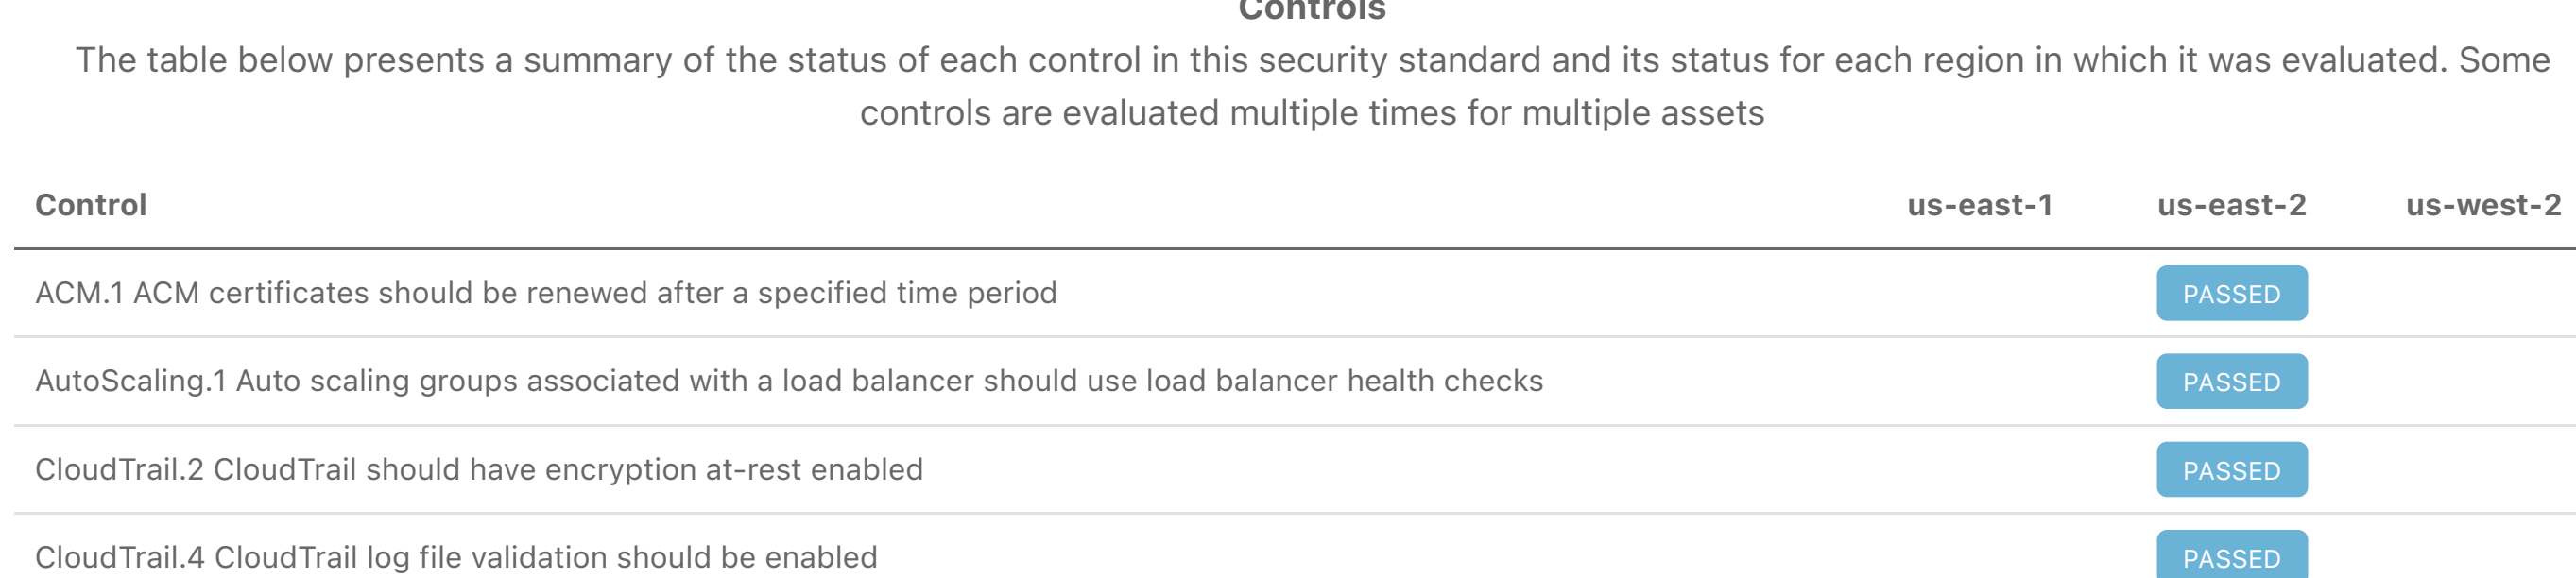 Controls
The table below presents a summary of the status of each control in this security standard and its status for each region in which it was evaluated. Some
controls are evaluated multiple times for multiple assets
Control us-east-1 us-east-2 us-west-2
ACM.1 ACM certificates should be renewed after a specified time period PASSED
AutoScaling.1 Auto scaling groups associated with a load balancer should use load balancer health checks PASSED
CloudTrail.2 CloudTrail should have encryption at-rest enabled PASSED
CloudTrail.4 CloudTrail log file validation should be enabled PASSED